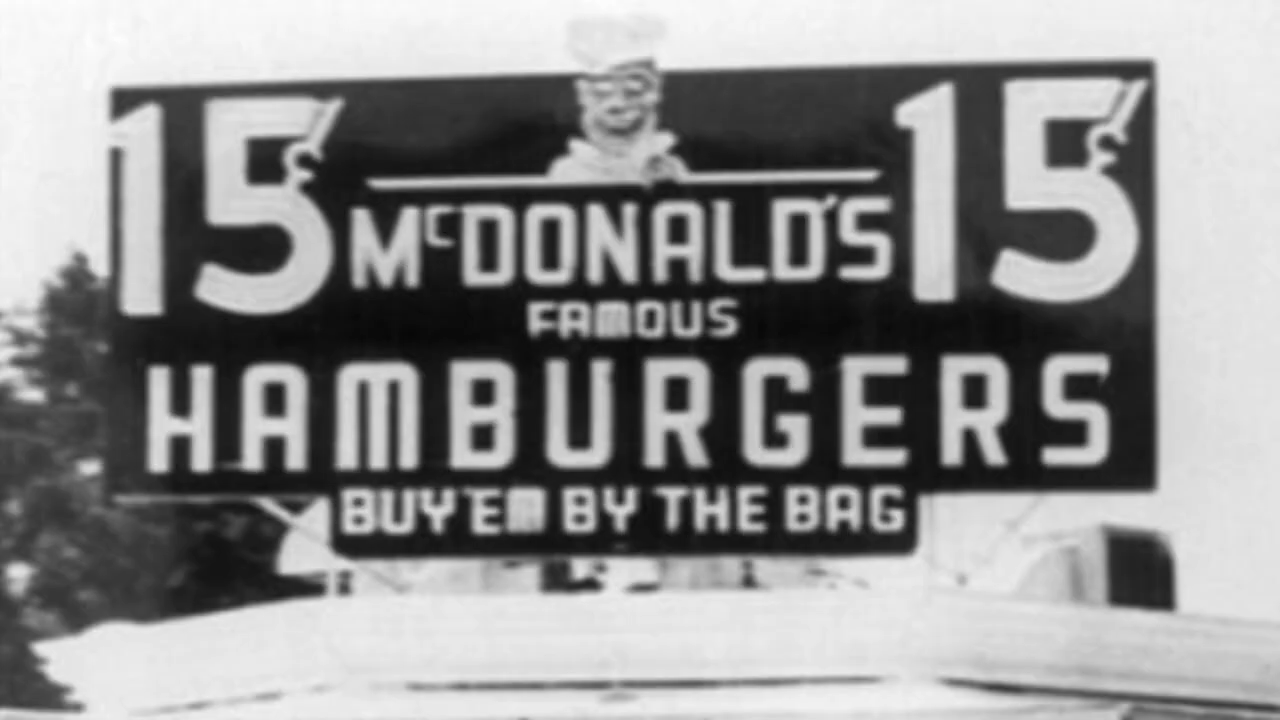 15¢ 15¢
McDONALD'S
FAMOUS
HAMBURGERS
BUY'EM BY THE BAG